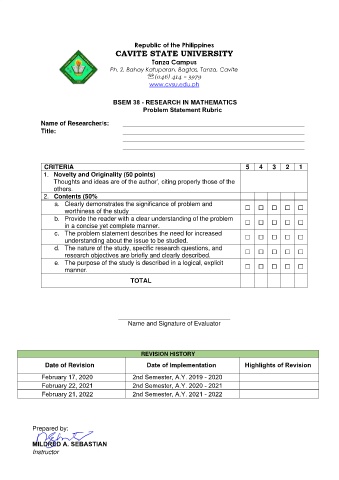 Republic of the Philippines
CAVITE STATE UNIVERSITY
Tanza Campus
Ph. 2, Bahay Katuparan, Bagtas, Tanza, Cavite
☎(046) 414 - 3979
www.cvsu.edu.ph
BSEM 38 - RESEARCH IN MATHEMATICS
Problem Statement Rubric
Name of Researcher/s:
Title:
CRITERIA 5 4 3 2 1
1. Novelty and Originality (50 points)
Thoughts and ideas are of the author', citing properly those of the
others
2. Contents (50%
a. Clearly demonstrates the significance of problem and
worthiness of the study
b. Provide the reader with a clear understanding of the problem
in a concise yet complete manner.
c. The problem statement describes the need for increased
understanding about the issue to be studied.
d. The nature of the study, specific research questions, and
research objectives are briefly and clearly described.
e. The purpose of the study is described in a logical, explicit
manner.
TOTAL
Name and Signature of Evaluator
REVISION HISTORY
Date of Revision Date of Implementation Highlights of Revision
February 17, 2020 2nd Semester, A.Y. 2019 - 2020
February 22, 2021 2nd Semester, A.Y. 2020 - 2021
February 21, 2022 2nd Semester, A.Y. 2021 - 2022
Prepared by:
MILDRED A. SEBASTIAN
Instructor